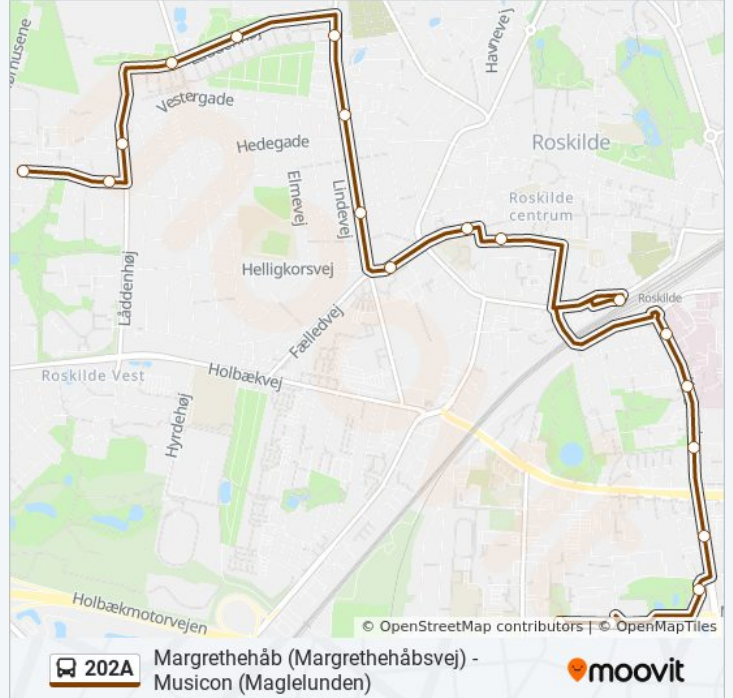 Havnevej
Vestergade
Roskilde
Hedegade
Elmevej
Lindevej
Roskilde
centrum
Helligkorsvej
Roskilde
Låddenhøj
Fælledvej
Roskilde Vest
Holbækvej
Hyrdehøj
Holbækmotorvejen
© OpenStreetMap contributors | © OpenMapTiles
202A
Margrethehåb (Margrethehåbsvej) -
Musicon (Maglelunden)
moovit